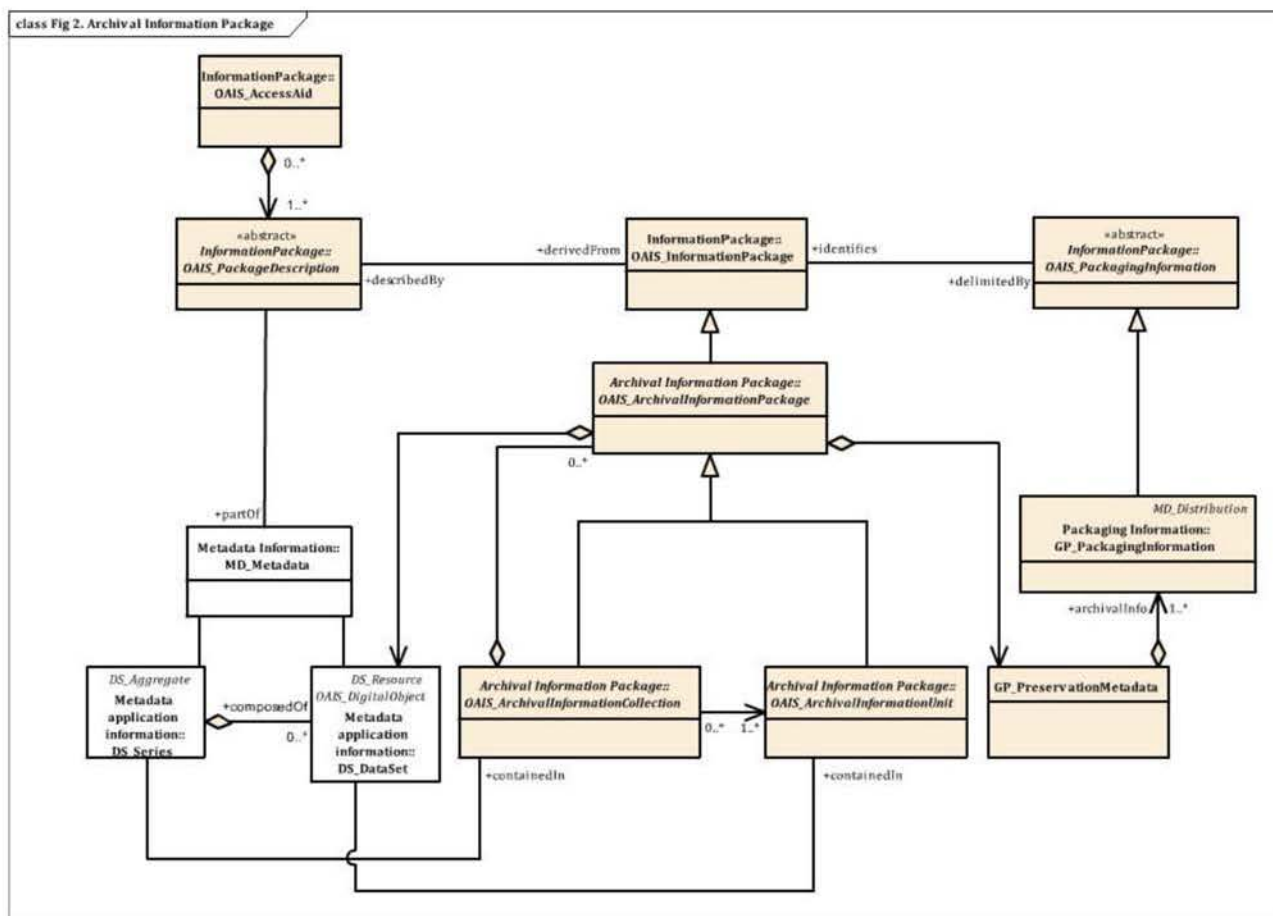 class Fig 2. Archival Information Package
InformationPackage::
OAIS_AccessAid
0..*
1..*
«abstract»
InformationPackage::
OAIS_PackageDescription
+derivedFrom
+describedBy
InformationPackage::
OAIS_InformationPackage
+identifies
+delimitedBy
«abstract»
InformationPackage::
OAIS_PackagingInformation
Archival Information Package::
OAIS_ArchivalInformationPackage
0..*
+partOf
Metadata Information::
MD_Metadata
MD_Distribution
Packaging Information::
GP_PackagingInformation
+archivalInfo
1..*
DS_Aggregate
Metadata
application
information::
DS_Series
+composedOf
0..*
DS_Resource
OAIS_DigitalObject
Metadata
application
information::
DS_DataSet
Archival Information Package::
OAIS_ArchivalInformationCollection
0..*
1..*
Archival Information Package::
OAIS_ArchivalInformationUnit
GP_PreservationMetadata
+containedIn
+containedIn